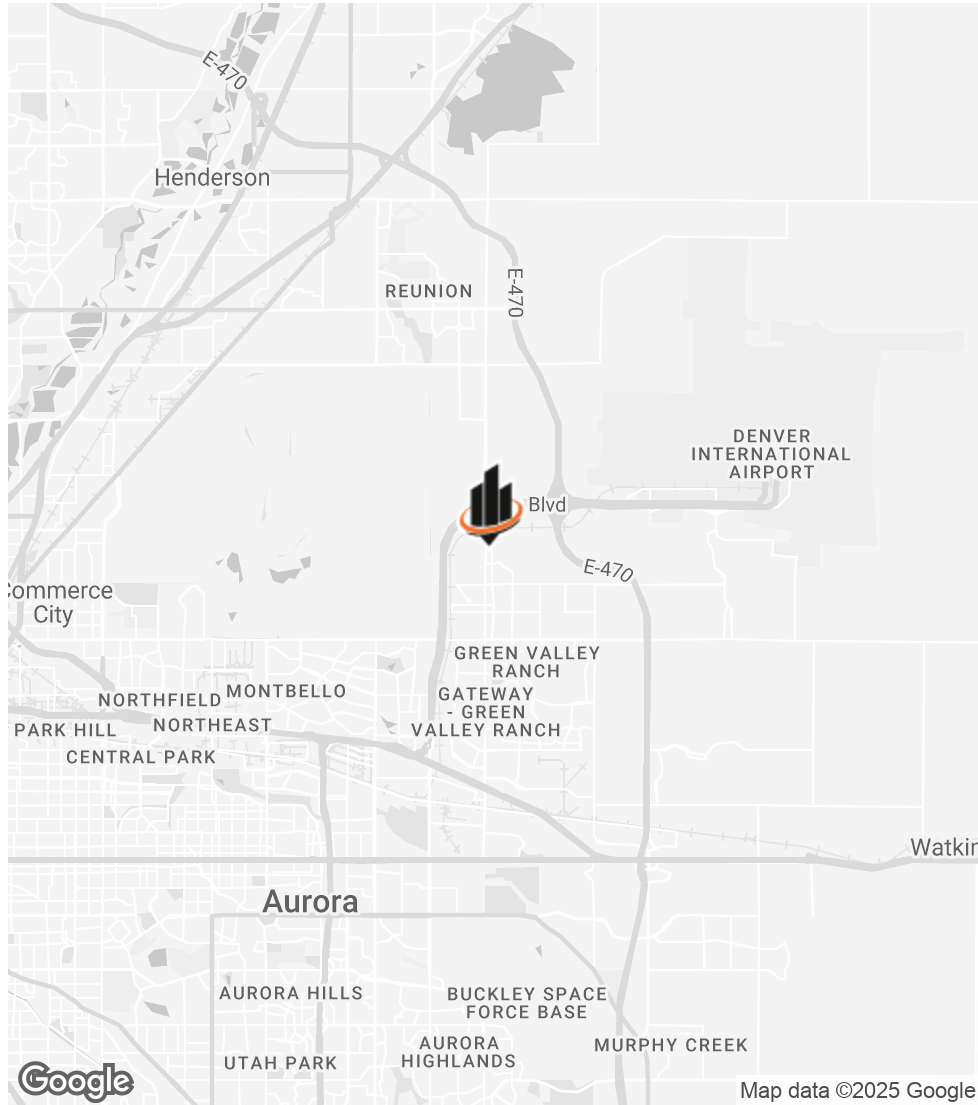 E-470
Henderson
REUNION
E-470
DENVER
INTERNATIONAL
AIRPORT
Blvd
E-470
Commerce
City
GREEN VALLEY
RANCH
MONTBELLO
NORTHFIELD
GATEWAY
- GREEN
VALLEY RANCH
NORTHEAST
PARK HILL
CENTRAL PARK
Watkin
Aurora
AURORA HILLS
BUCKLEY SPACE
FORCE BASE
AURORA
HIGHLANDS
MURPHY CREEK
UTAH PARK
Google
Map data ©2025 Google